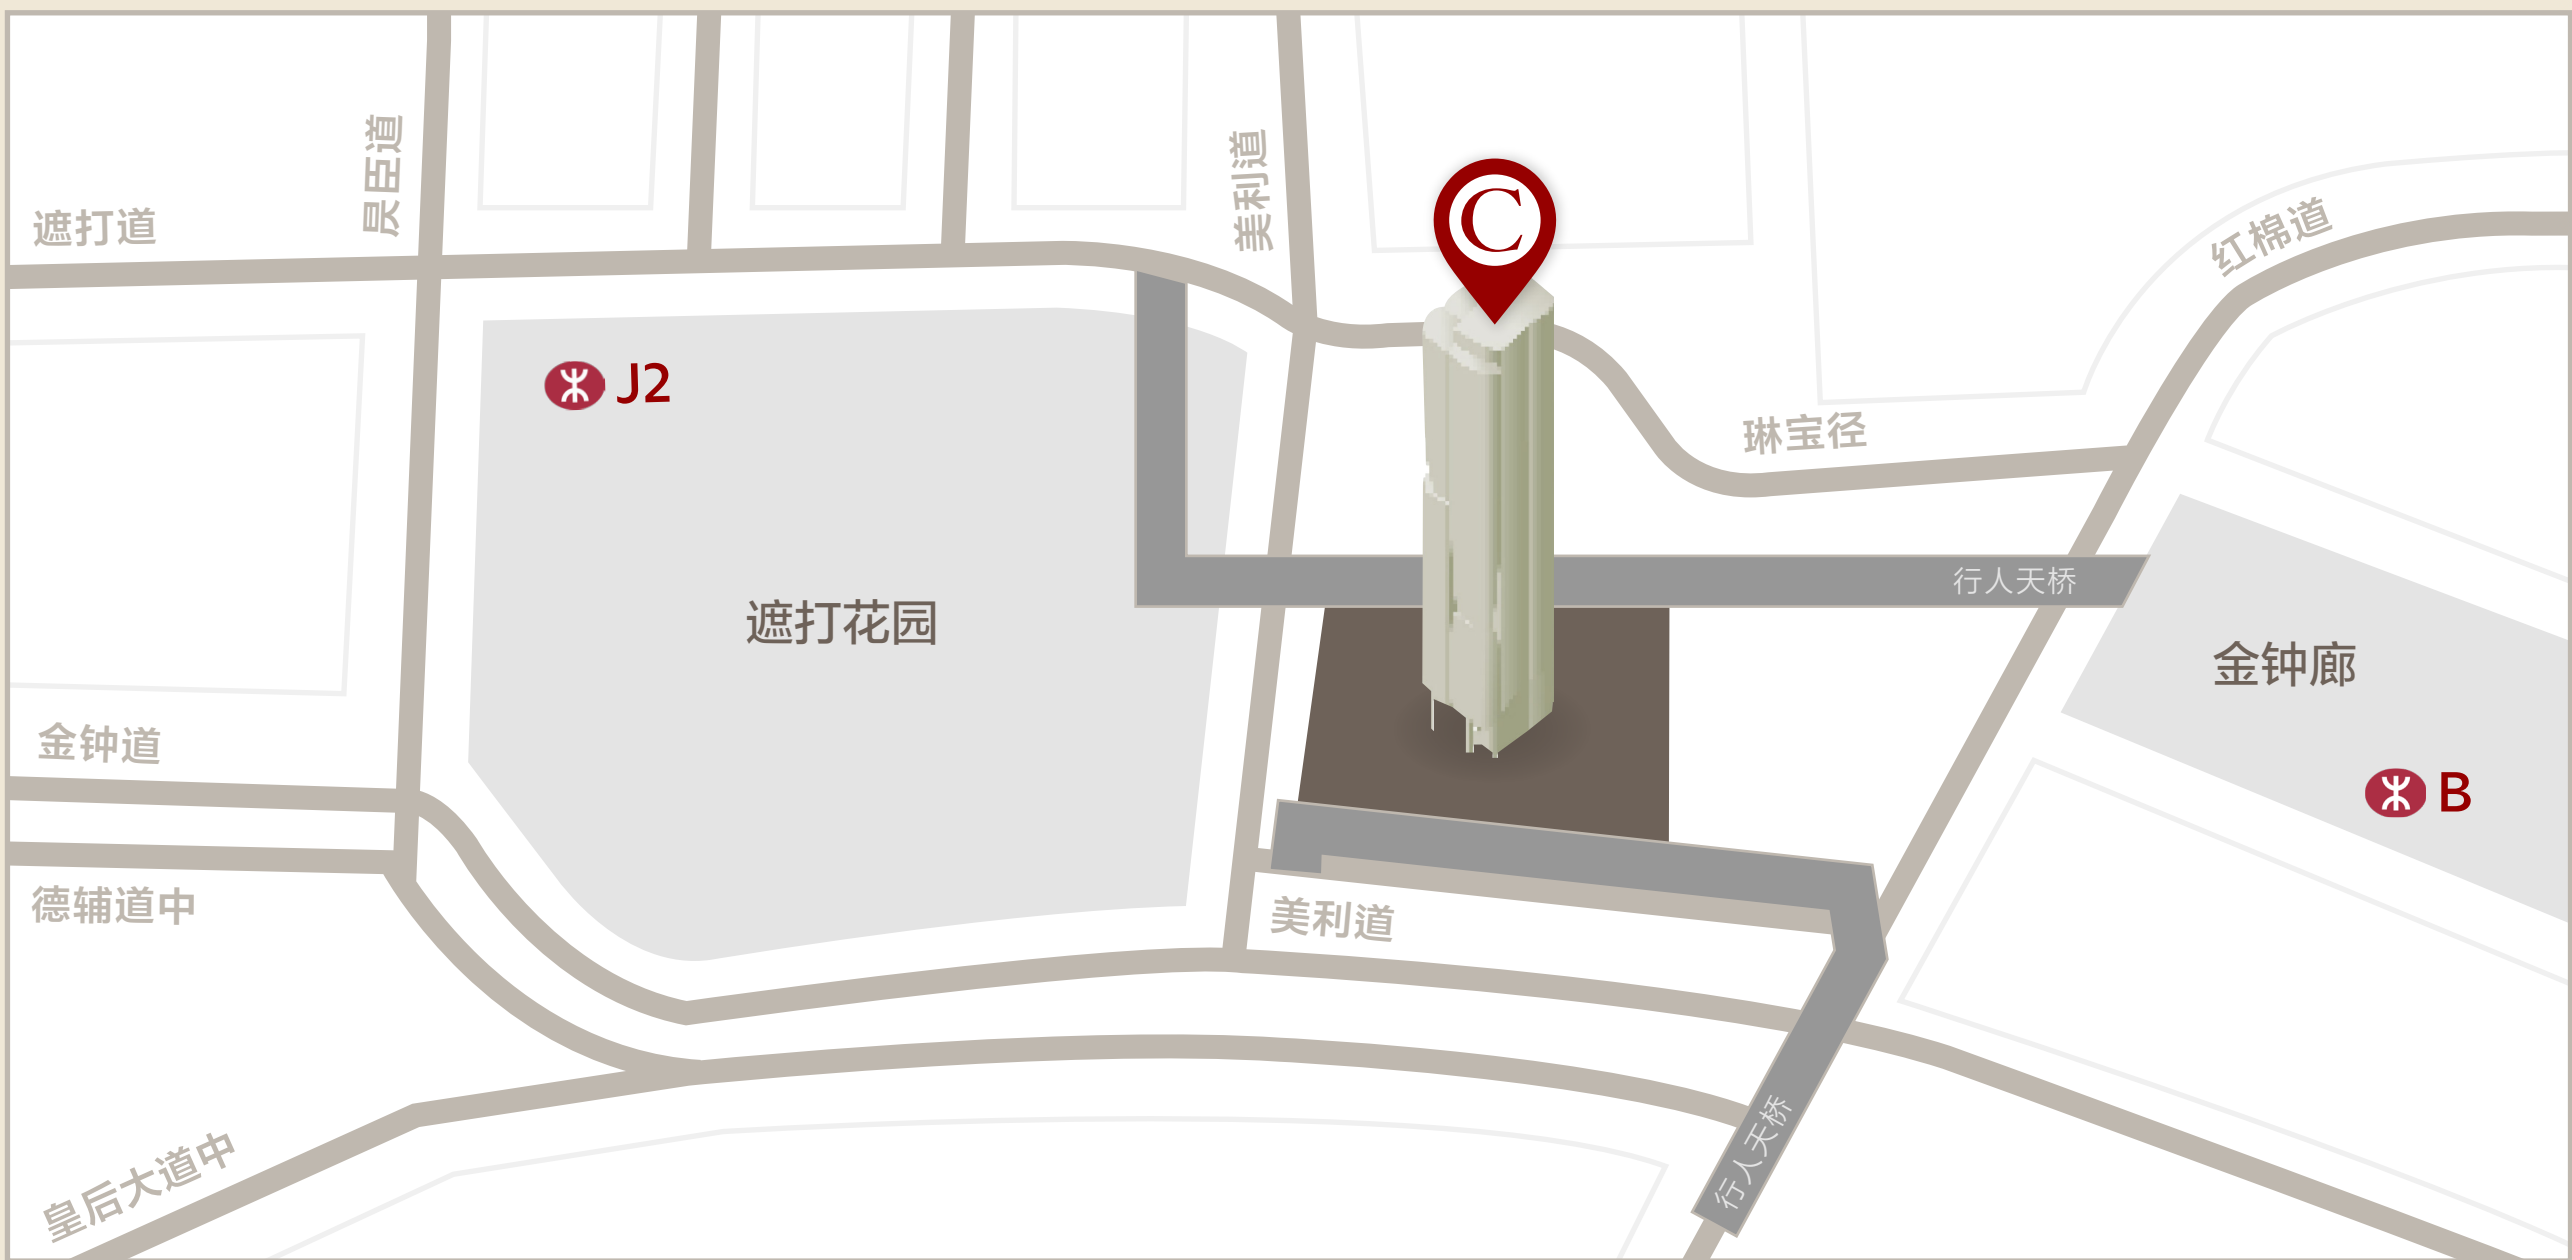 遮打道
昃臣道
美利道
C
红棉道
J2
琳宝径
行人天桥
遮打花园
金钟廊
金钟道
B
德辅道中
美利道
行人天桥
皇后大道中